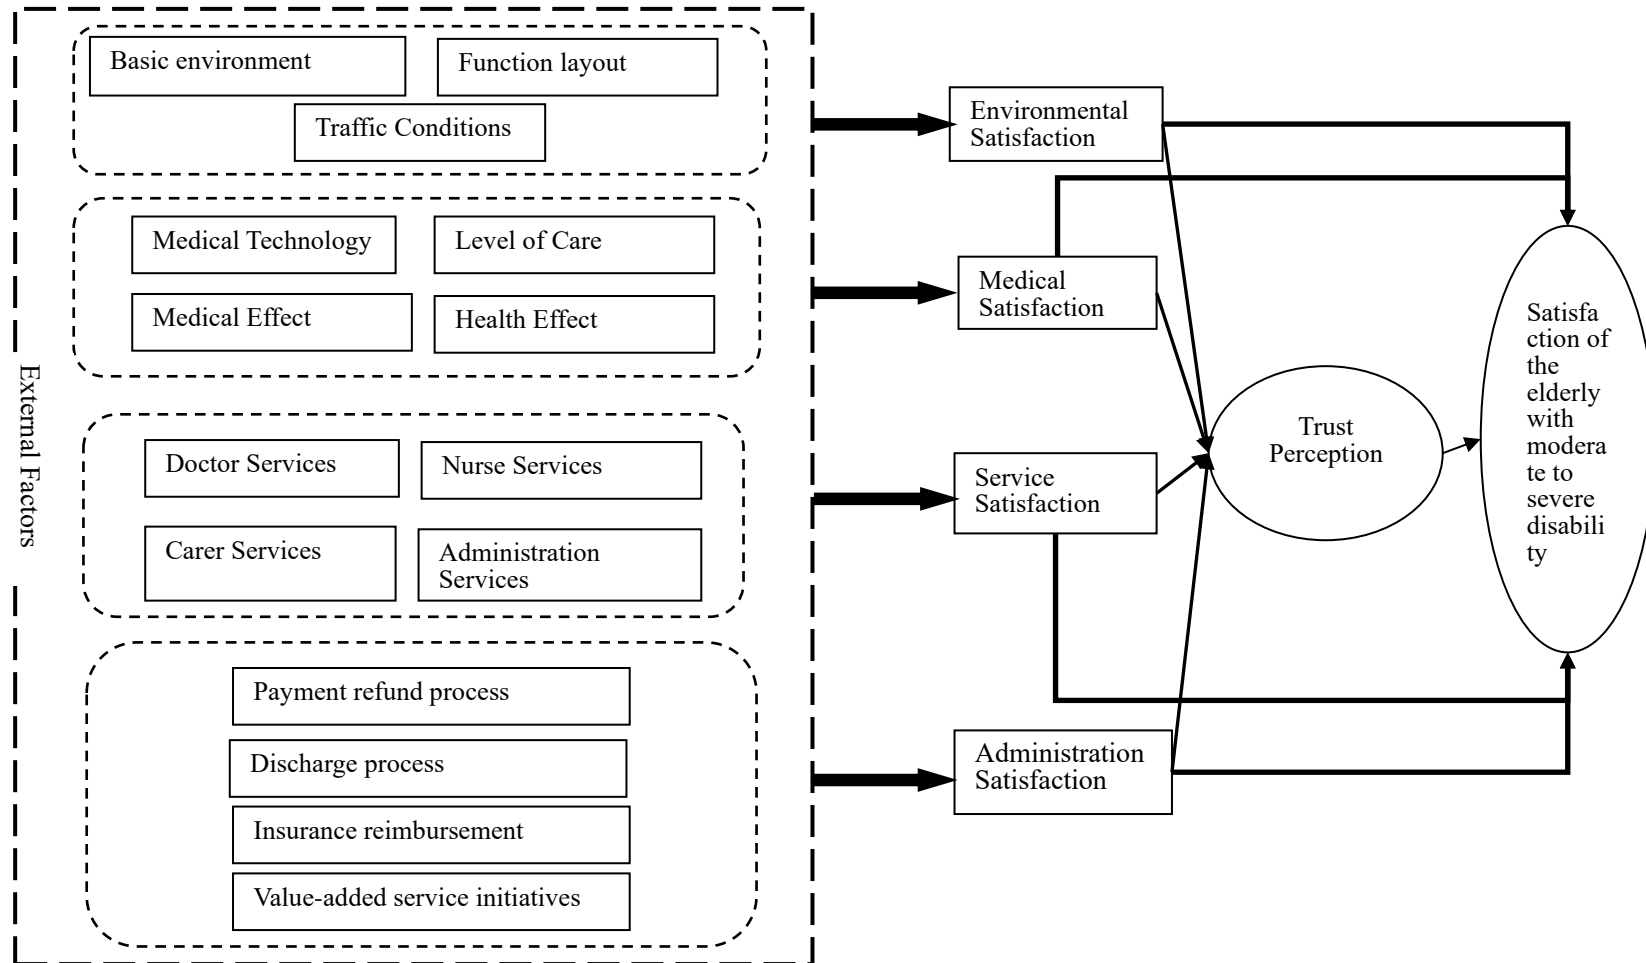 Basic environment
Function layout
Traffic Conditions
Medical Technology
Level of Care
Medical Effect
Health Effect
External Factors
Doctor Services
Nurse Services
Carer Services
Administration
Services
Payment refund process
Discharge process
Insurance reimbursement
Value-added service initiatives
Environmental
Satisfaction
Medical
Satisfaction
Service
Satisfaction
Administration
Satisfaction
Trust
Perception
Satisfa
ction of
the
elderly
with
modera
te to
severe
disabili
ty